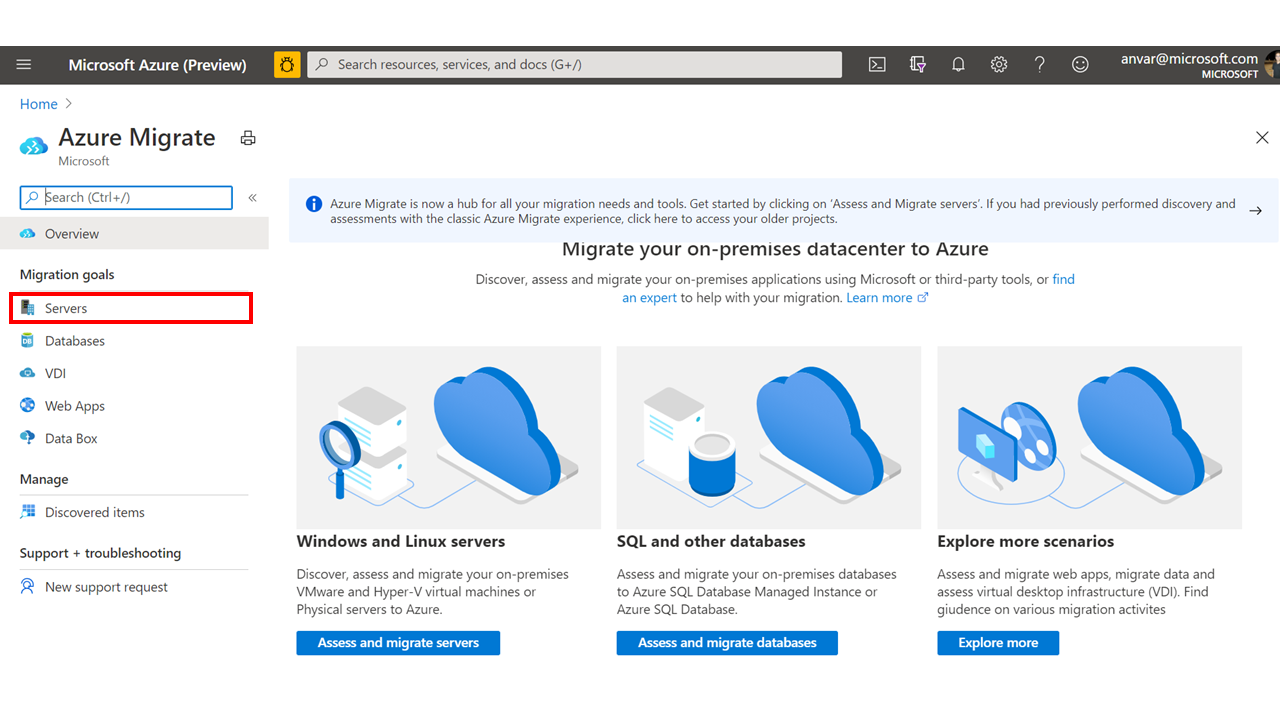 Microsoft Azure (Preview)
Search resources, services, and docs (G+/)
anvar@microsoft.com
MICROSOFT
Home
Azure Migrate
Microsoft
Search (Ctrl+/)
Overview
Migration goals
Servers
Databases
VDI
Web Apps
Data Box
Manage
Discovered items
Support + troubleshooting
New support request
Azure Migrate is now a hub for all your migration needs and tools. Get started by clicking on 'Assess and Migrate servers'. If you had previously performed discovery and
assessments with the classic Azure Migrate experience, click here to access your older projects.
Migrate your on-premises datacenter to Azure
Discover, assess and migrate your on-premises applications using Microsoft or third-party tools, or find
an expert to help with your migration. Learn more
Windows and Linux servers
Discover, assess and migrate your on-premises
VMware and Hyper-V virtual machines or
Physical servers to Azure.
Assess and migrate servers
SQL and other databases
Assess and migrate your on-premises databases
to Azure SQL Database Managed Instance or
Azure SQL Database.
Assess and migrate databases
Explore more scenarios
Assess and migrate web apps, migrate data and
assess virtual desktop infrastructure (VDI). Find
giudence on various migration activites
Explore more